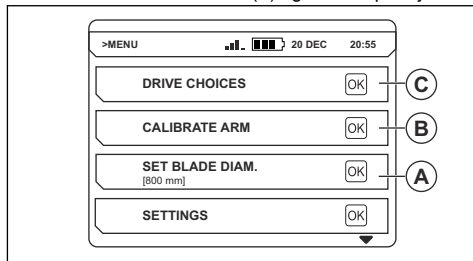 >MENU 20 DEC 20:55
DRIVE CHOICES OK C
CALIBRATE ARM OK B
SET BLADE DIAM. OK A
[800 mm]
SETTINGS OK